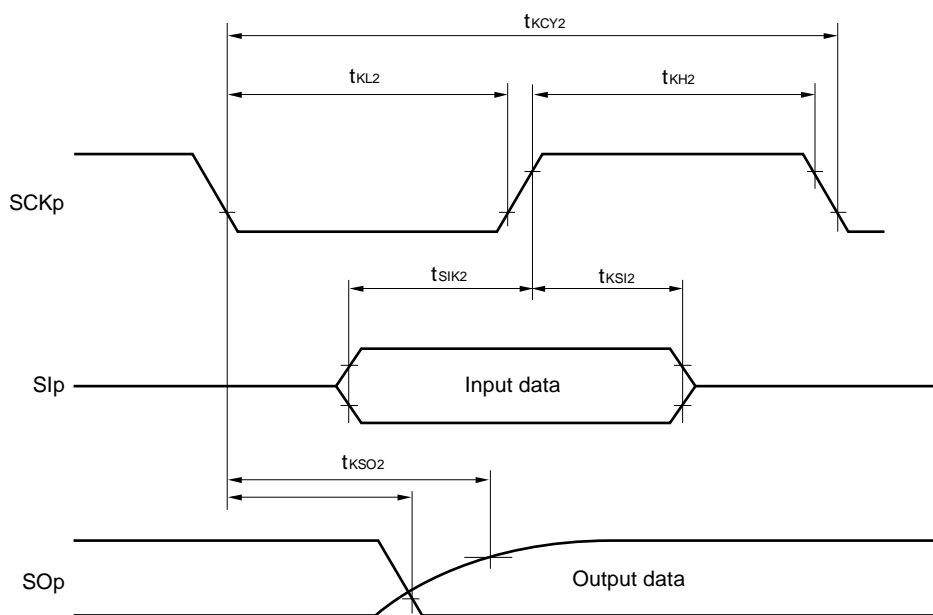 tKCY2
tKL2
tKH2
SCKp
tSIK2
tKSI2
SIp
Input data
tKSO2
SOp
Output data